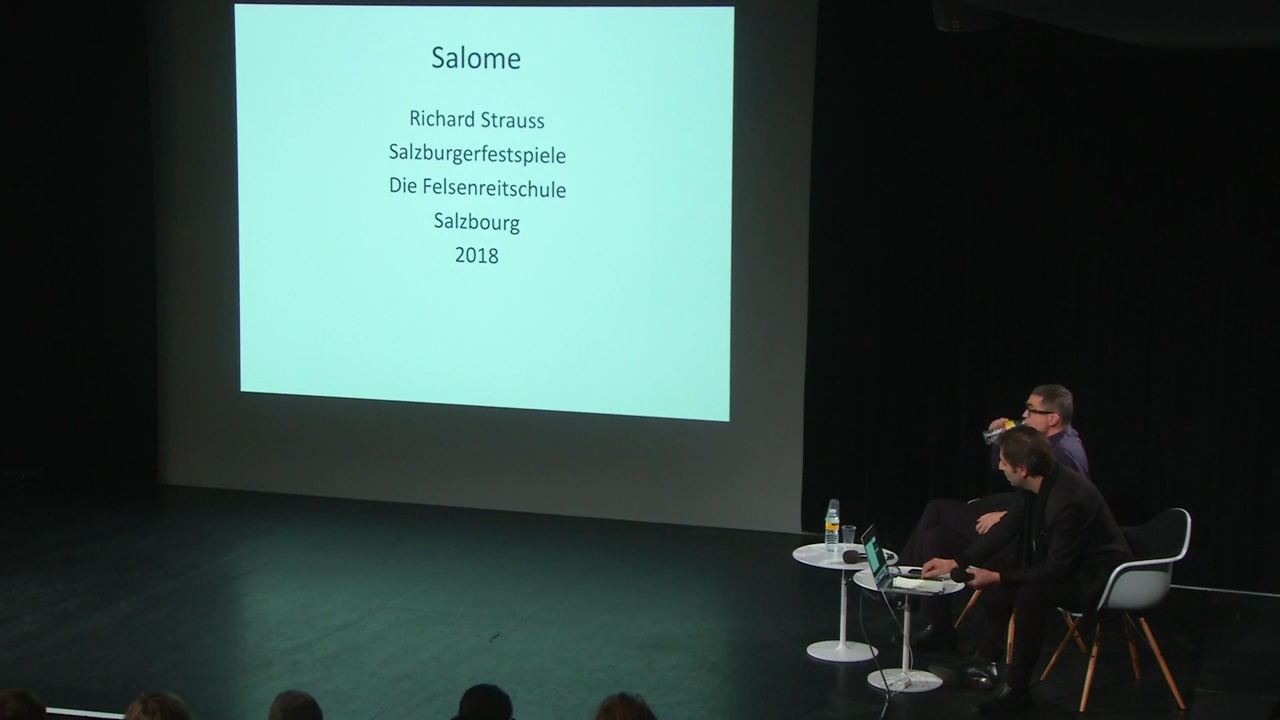 Salome
Richard Strauss
Salzburgerfestspiele
Die Felsenreitschule
Salzbourg
2018